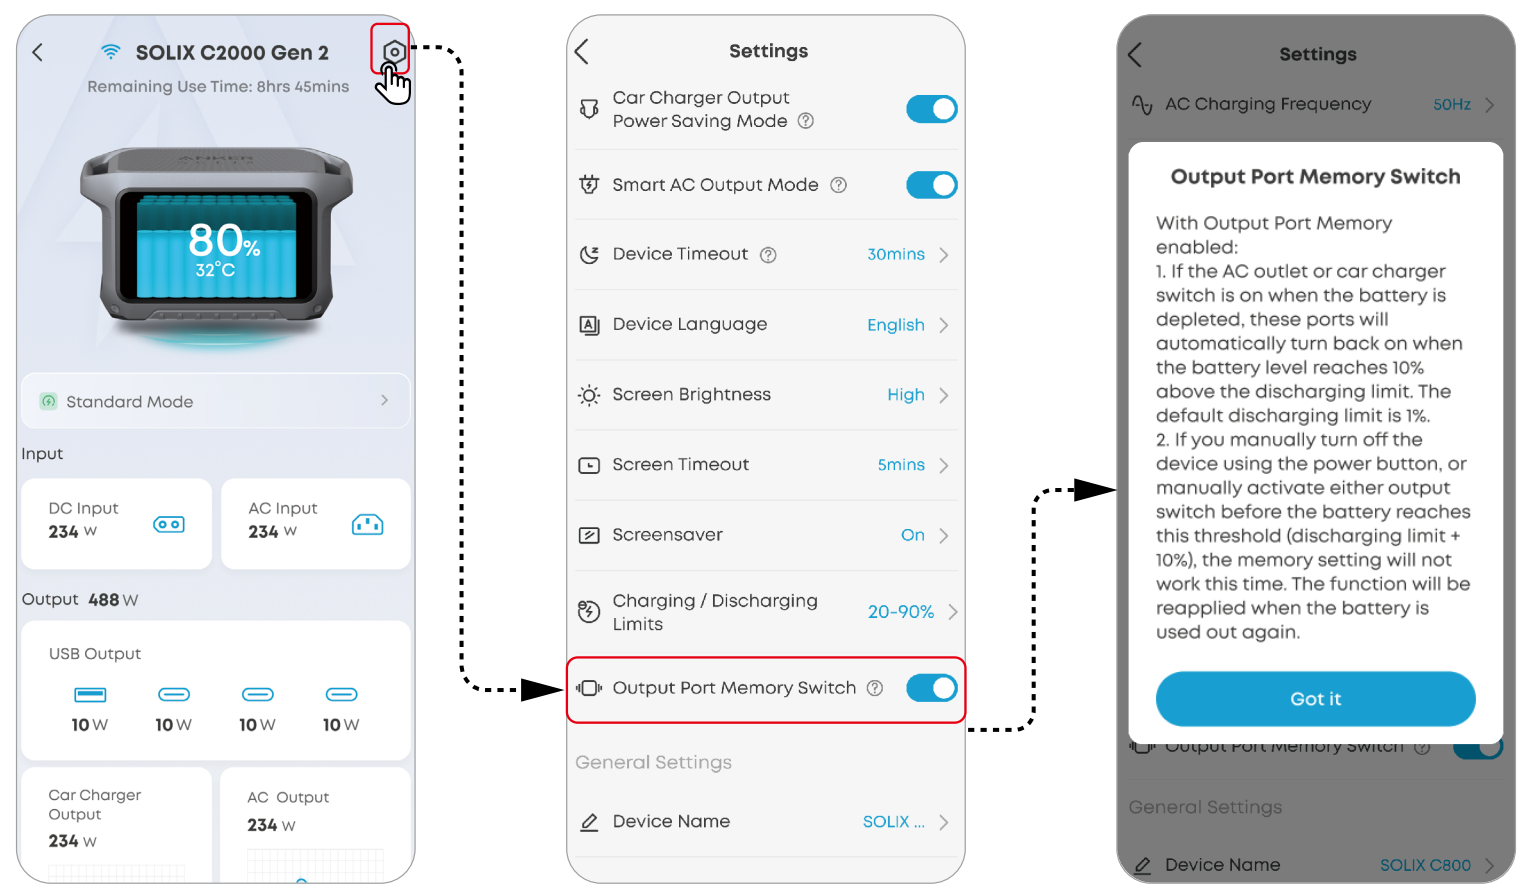 SOLIX C2000 Gen 2
Remaining Use Time: 8hrs 45mins
ANKER
80%
32°C
Standard Mode
Input
DC Input
234 W
AC Input
234 W
Output 488 W
USB Output
10 W 10 W 10 W 10 W
Car Charger
Output
234 W
AC Output
234 W
Settings
Car Charger Output
Power Saving Mode ?
Smart AC Output Mode ?
Device Timeout ? 30mins
Device Language English
Screen Brightness High
Screen Timeout 5mins
Screensaver On
Charging / Discharging
Limits 20-90%
Output Port Memory Switch ?
General Settings
Device Name SOLIX ...
Settings
AC Charging Frequency 50Hz
Output Port Memory Switch
With Output Port Memory
enabled:
1. If the AC outlet or car charger
switch is on when the battery is
depleted, these ports will
automatically turn back on when
the battery level reaches 10%
above the discharging limit. The
default discharging limit is 1%.
2. If you manually turn off the
device using the power button, or
manually activate either output
switch before the battery reaches
this threshold (discharging limit +
10%), the memory setting will not
work this time. The function will be
reapplied when the battery is
used out again.
Got it
Output Port Memory Switch ?
General Settings
Device Name SOLIX C800